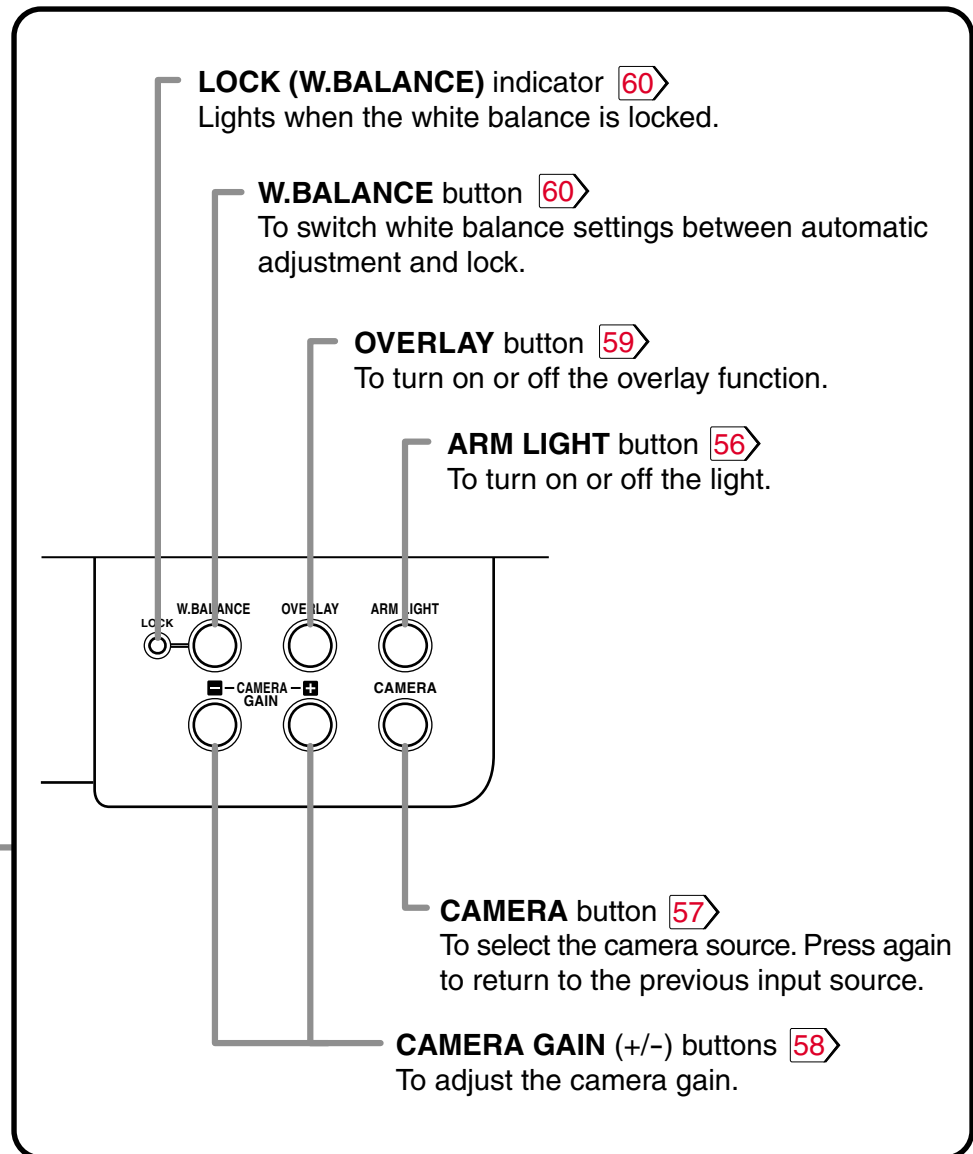 LOCK (W.BALANCE) indicator 60
Lights when the white balance is locked.
W.BALANCE button 60
To switch white balance settings between automatic
adjustment and lock.
OVERLAY button 59
To turn on or off the overlay function.
ARM LIGHT button 56
To turn on or off the light.
W.BALANCE OVERLAY ARM LIGHT
LOCK
− CAMERA + CAMERA
GAIN
CAMERA button 57
To select the camera source. Press again
to return to the previous input source.
CAMERA GAIN (+/−) buttons 58
To adjust the camera gain.